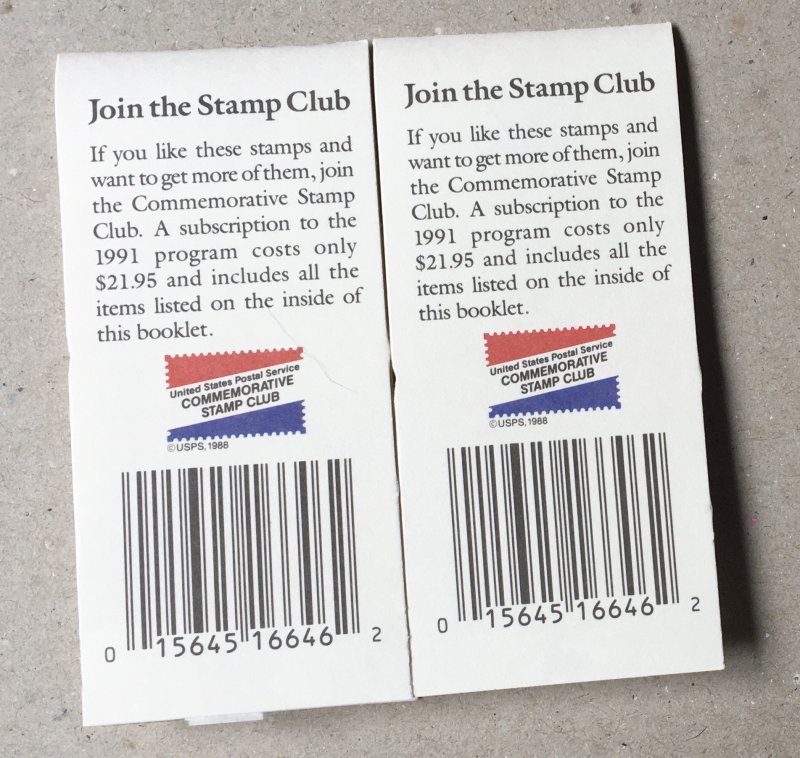 Join the Stamp Club
If you like these stamps and
want to get more of them, join
the Commemorative Stamp
Club. A subscription to the
1991 program costs only
$21.95 and includes all the
items listed on the inside of
this booklet.
United States Postal Service
COMMEMORATIVE
STAMP CLUB
©USPS, 1988
0 15645 16646 2
Join the Stamp Club
If you like these stamps and
want to get more of them, join
the Commemorative Stamp
Club. A subscription to the
1991 program costs only
$21.95 and includes all the
items listed on the inside of
this booklet.
United States Postal Service
COMMEMORATIVE
STAMP CLUB
©USPS, 1988
0 15645 16646 2